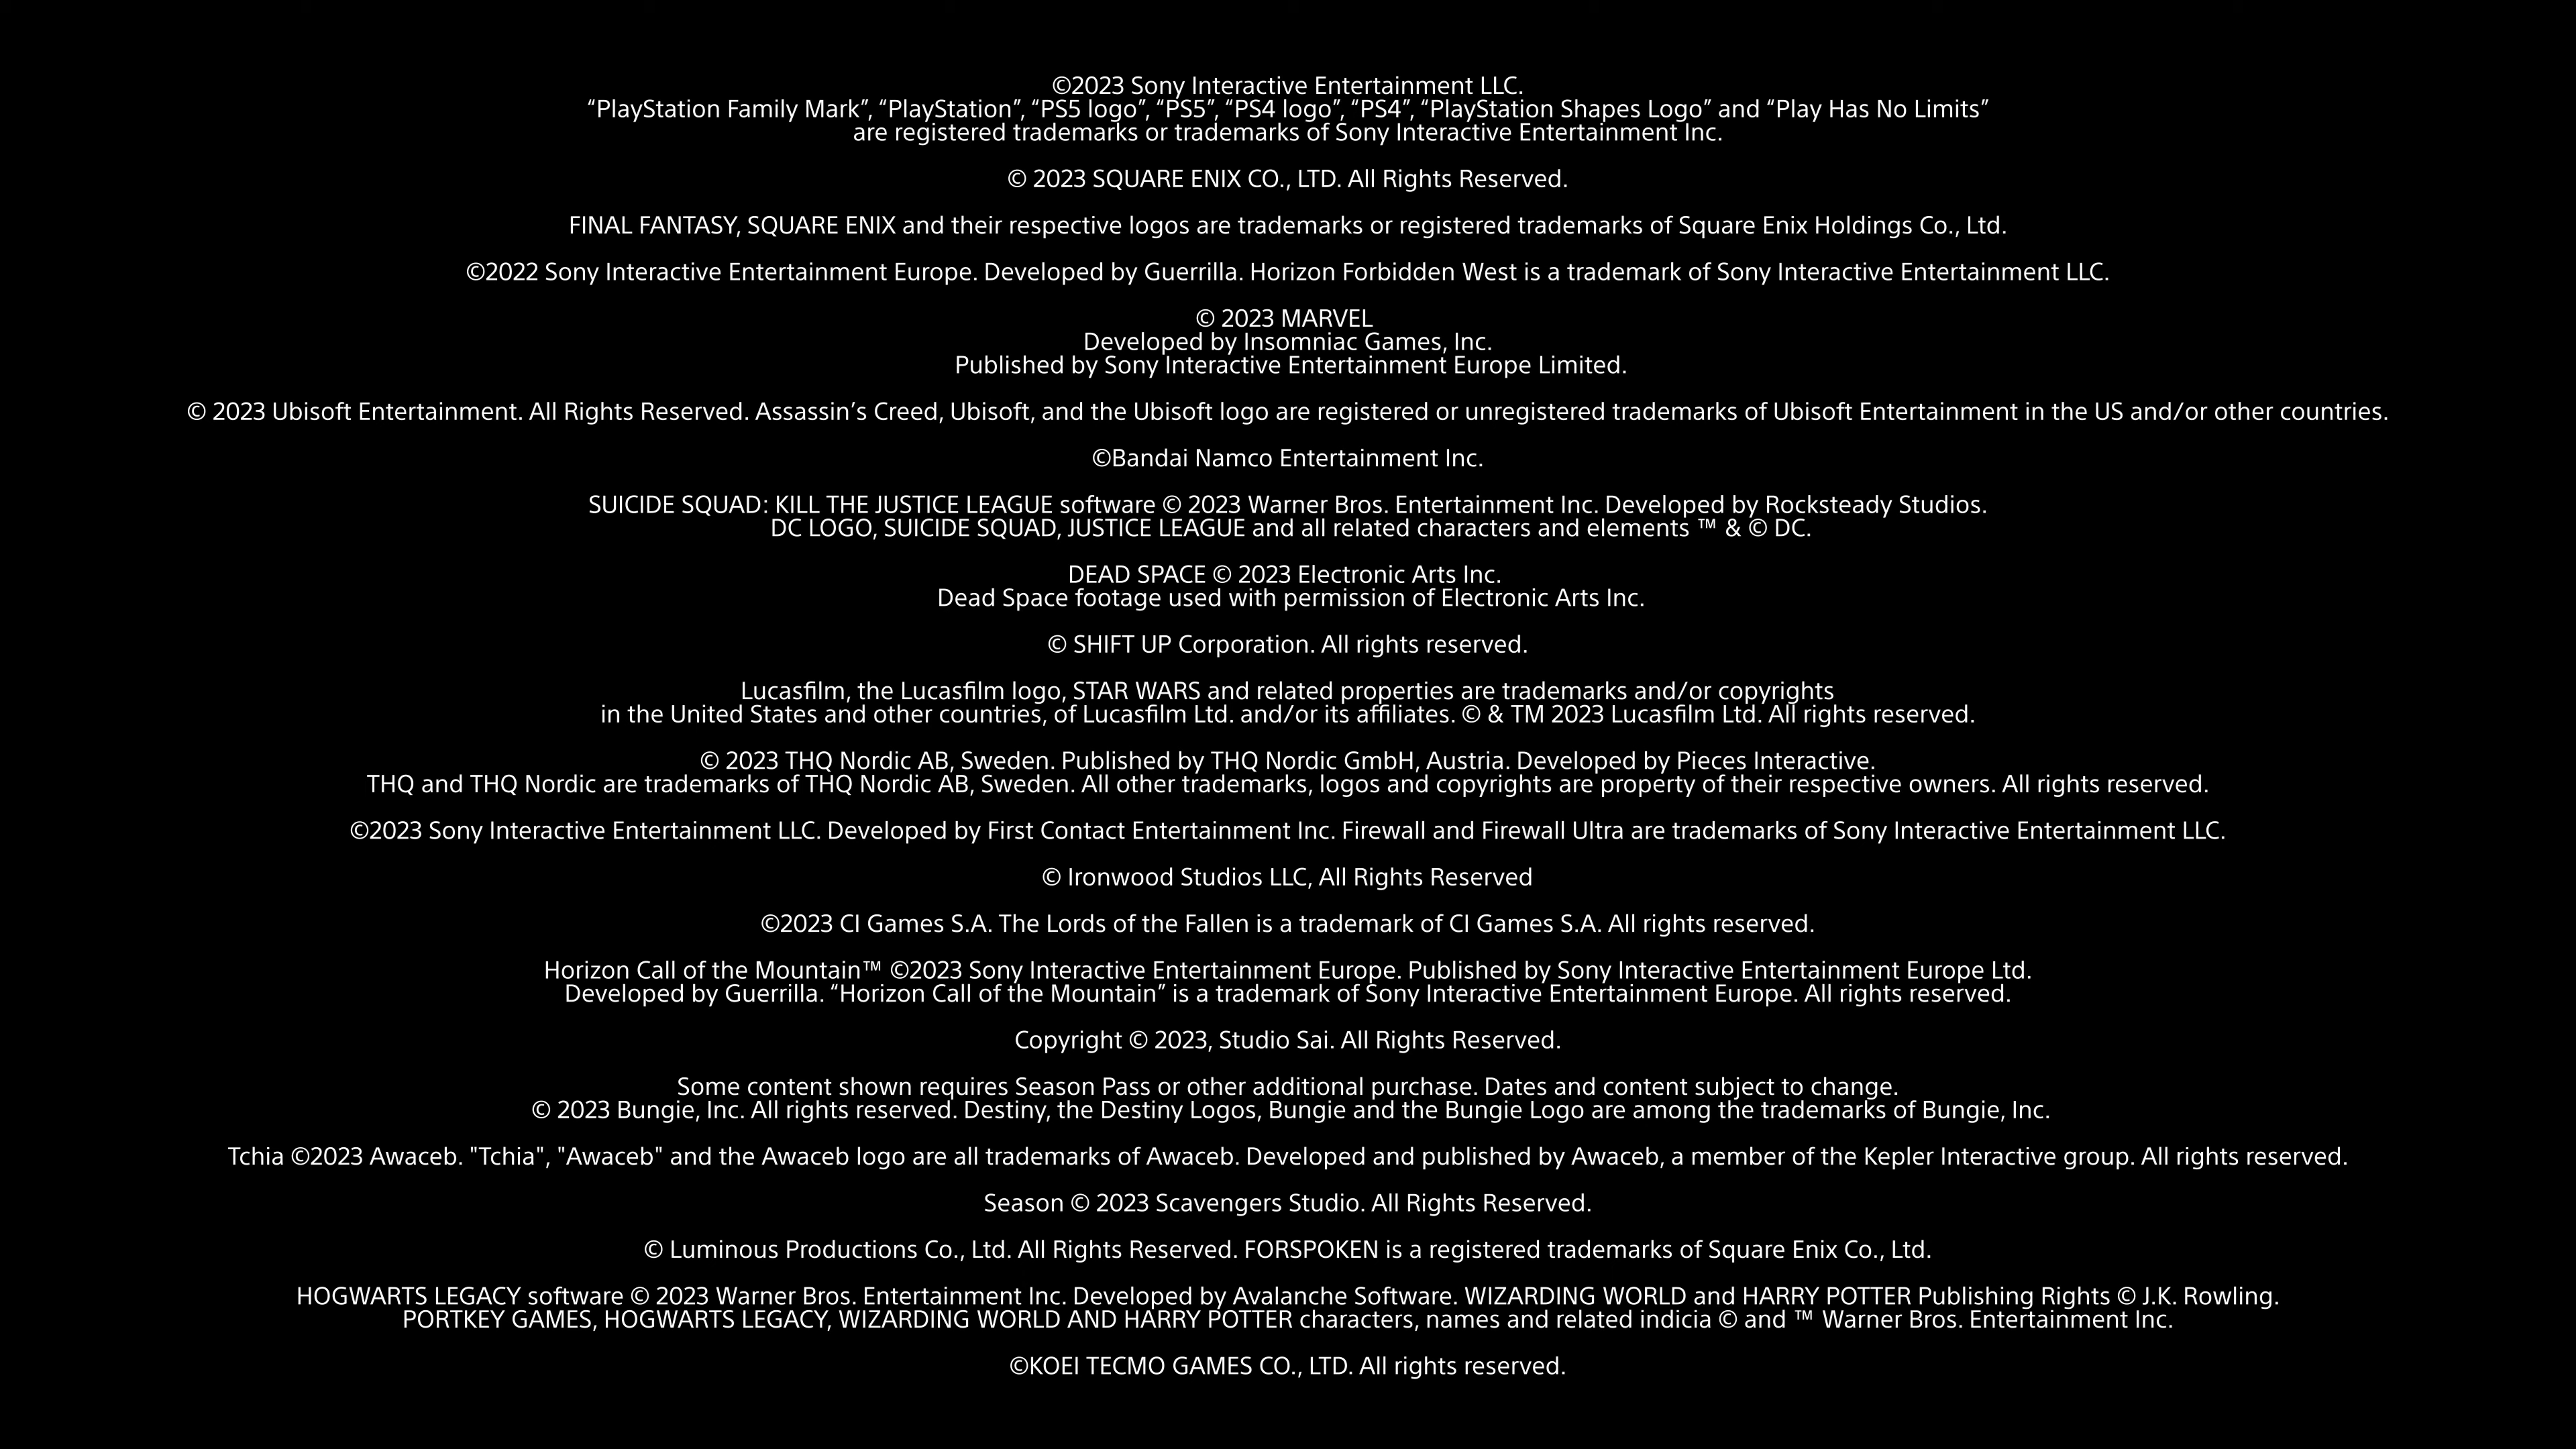 ©2023 Sony Interactive Entertainment LLC.
“PlayStation Family Mark”, “PlayStation”, “PS5 logo”, “PS5”, “PS4 logo”, “PS4”, “PlayStation Shapes Logo” and “Play Has No Limits”
are registered trademarks or trademarks of Sony Interactive Entertainment Inc.
© 2023 SQUARE ENIX CO., LTD. All Rights Reserved.
FINAL FANTASY, SQUARE ENIX and their respective logos are trademarks or registered trademarks of Square Enix Holdings Co., Ltd.
©2022 Sony Interactive Entertainment Europe. Developed by Guerrilla. Horizon Forbidden West is a trademark of Sony Interactive Entertainment LLC.
© 2023 MARVEL
Developed by Insomniac Games, Inc.
Published by Sony Interactive Entertainment Europe Limited.
© 2023 Ubisoft Entertainment. All Rights Reserved. Assassin’s Creed, Ubisoft, and the Ubisoft logo are registered or unregistered trademarks of Ubisoft Entertainment in the US and/or other countries.
©Bandai Namco Entertainment Inc.
SUICIDE SQUAD: KILL THE JUSTICE LEAGUE software © 2023 Warner Bros. Entertainment Inc. Developed by Rocksteady Studios.
DC LOGO, SUICIDE SQUAD, JUSTICE LEAGUE and all related characters and elements ™ & © DC.
DEAD SPACE © 2023 Electronic Arts Inc.
Dead Space footage used with permission of Electronic Arts Inc.
© SHIFT UP Corporation. All rights reserved.
Lucasfilm, the Lucasfilm logo, STAR WARS and related properties are trademarks and/or copyrights
in the United States and other countries, of Lucasfilm Ltd. and/or its affiliates. © & TM 2023 Lucasfilm Ltd. All rights reserved.
© 2023 THQ Nordic AB, Sweden. Published by THQ Nordic GmbH, Austria. Developed by Pieces Interactive.
THQ and THQ Nordic are trademarks of THQ Nordic AB, Sweden. All other trademarks, logos and copyrights are property of their respective owners. All rights reserved.
©2023 Sony Interactive Entertainment LLC. Developed by First Contact Entertainment Inc. Firewall and Firewall Ultra are trademarks of Sony Interactive Entertainment LLC.
© Ironwood Studios LLC, All Rights Reserved
©2023 CI Games S.A. The Lords of the Fallen is a trademark of CI Games S.A. All rights reserved.
Horizon Call of the Mountain™ ©2023 Sony Interactive Entertainment Europe. Published by Sony Interactive Entertainment Europe Ltd.
Developed by Guerrilla. “Horizon Call of the Mountain” is a trademark of Sony Interactive Entertainment Europe. All rights reserved.
Copyright © 2023, Studio Sai. All Rights Reserved.
Some content shown requires Season Pass or other additional purchase. Dates and content subject to change.
© 2023 Bungie, Inc. All rights reserved. Destiny, the Destiny Logos, Bungie and the Bungie Logo are among the trademarks of Bungie, Inc.
Tchia ©2023 Awaceb. "Tchia", "Awaceb" and the Awaceb logo are all trademarks of Awaceb. Developed and published by Awaceb, a member of the Kepler Interactive group. All rights reserved.
Season © 2023 Scavengers Studio. All Rights Reserved.
© Luminous Productions Co., Ltd. All Rights Reserved. FORSPOKEN is a registered trademarks of Square Enix Co., Ltd.
HOGWARTS LEGACY software © 2023 Warner Bros. Entertainment Inc. Developed by Avalanche Software. WIZARDING WORLD and HARRY POTTER Publishing Rights © J.K. Rowling.
PORTKEY GAMES, HOGWARTS LEGACY, WIZARDING WORLD AND HARRY POTTER characters, names and related indicia © and ™ Warner Bros. Entertainment Inc.
©KOEI TECMO GAMES CO., LTD. All rights reserved.